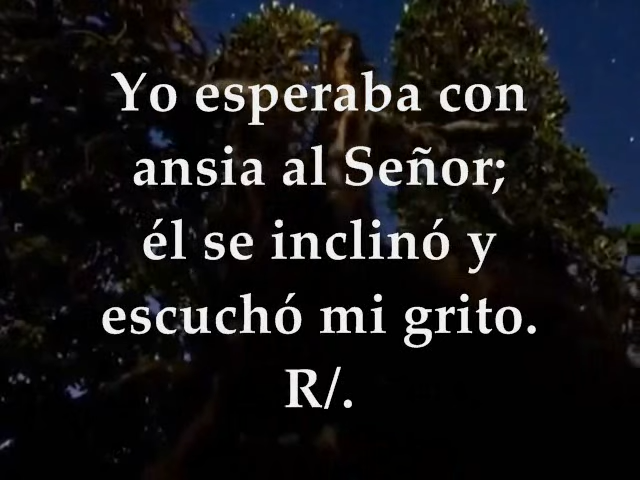 Yo esperaba con
ansia al Señor;
él se inclinó y
escuchó mi grito.
R/.